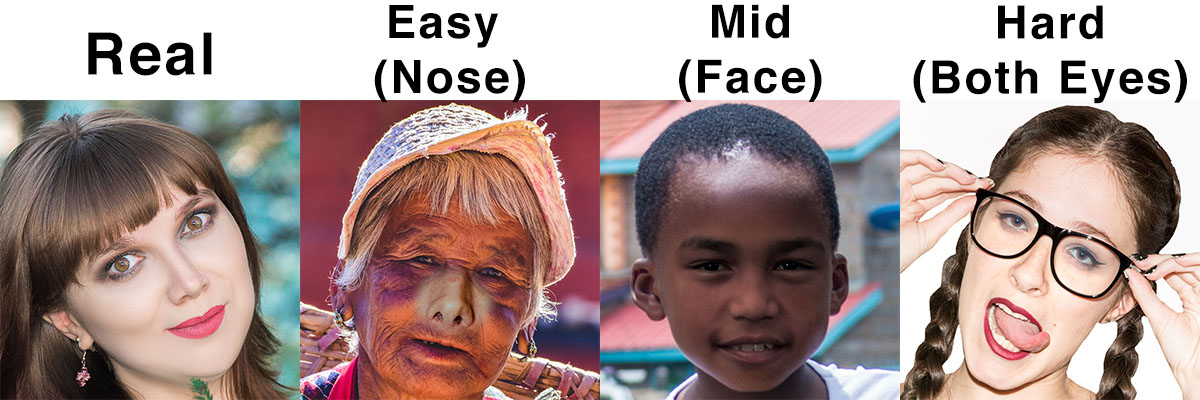 Real
Easy
(Nose)
Mid
(Face)
Hard
(Both Eyes)